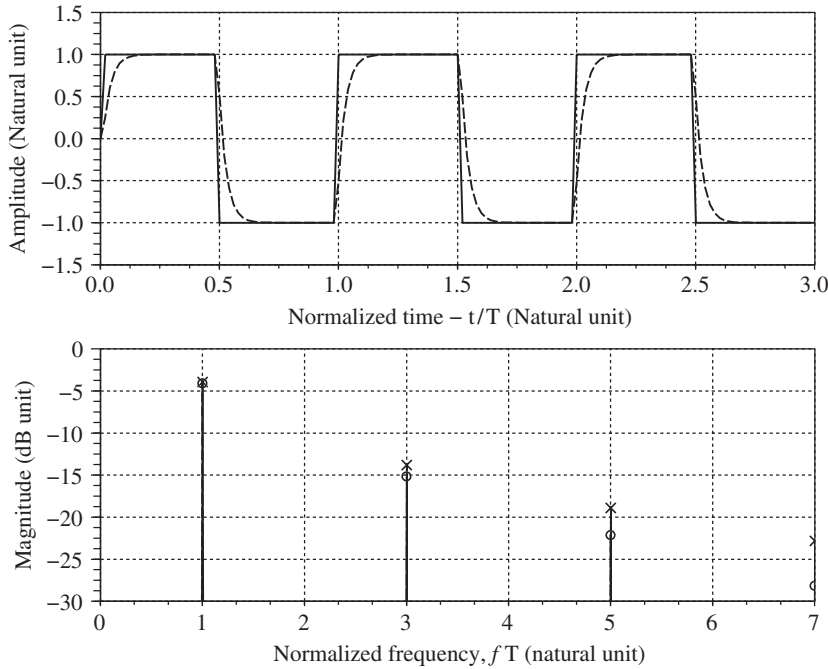 1.5
1.0
0.5
0.0
−0.5
−1.0
−1.5
Amplitude (Natural unit)
0.0 0.5 1.0 1.5 2.0 2.5 3.0
Normalized time − t/T (Natural unit)
0
−5
−10
−15
−20
−25
−30
Magnitude (dB unit)
0 1 2 3 4 5 6 7
Normalized frequency, f T (natural unit)